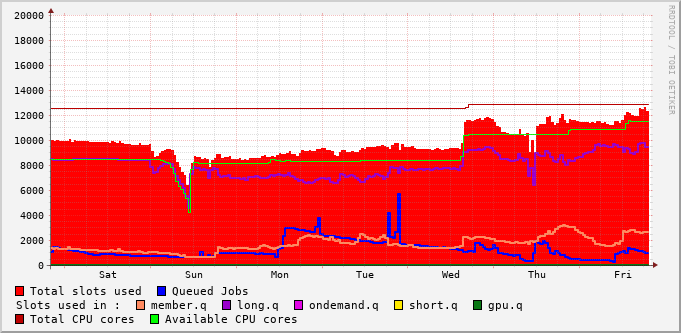 20000
18000
16000
14000
12000
10000
8000
6000
4000
2000
0
Sat Sun Mon Tue Wed Thu Fri
RRDTOOL / TOBI OETIKER
Total slots used Queued Jobs
Slots used in : member.q long.q ondemand.q short.q gpu.q
Total CPU cores Available CPU cores